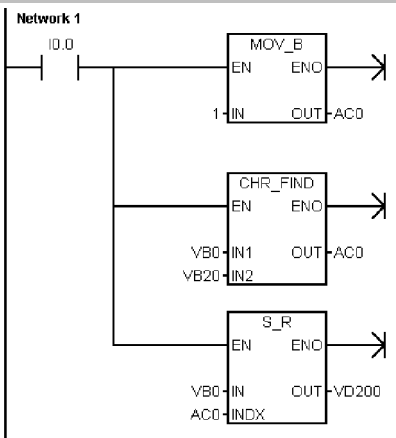 Network 1
I0.0
MOV_B
EN ENO
1 IN OUT AC0
CHR_FIND
EN ENO
VB0 IN1 OUT AC0
VB20 IN2
S_R
EN ENO
VB0 IN OUT VD200
AC0 INDX